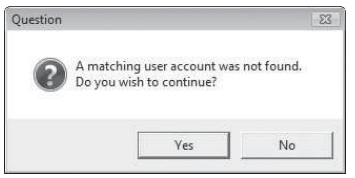 Question
A matching user account was not found.
Do you wish to continue?
Yes
No